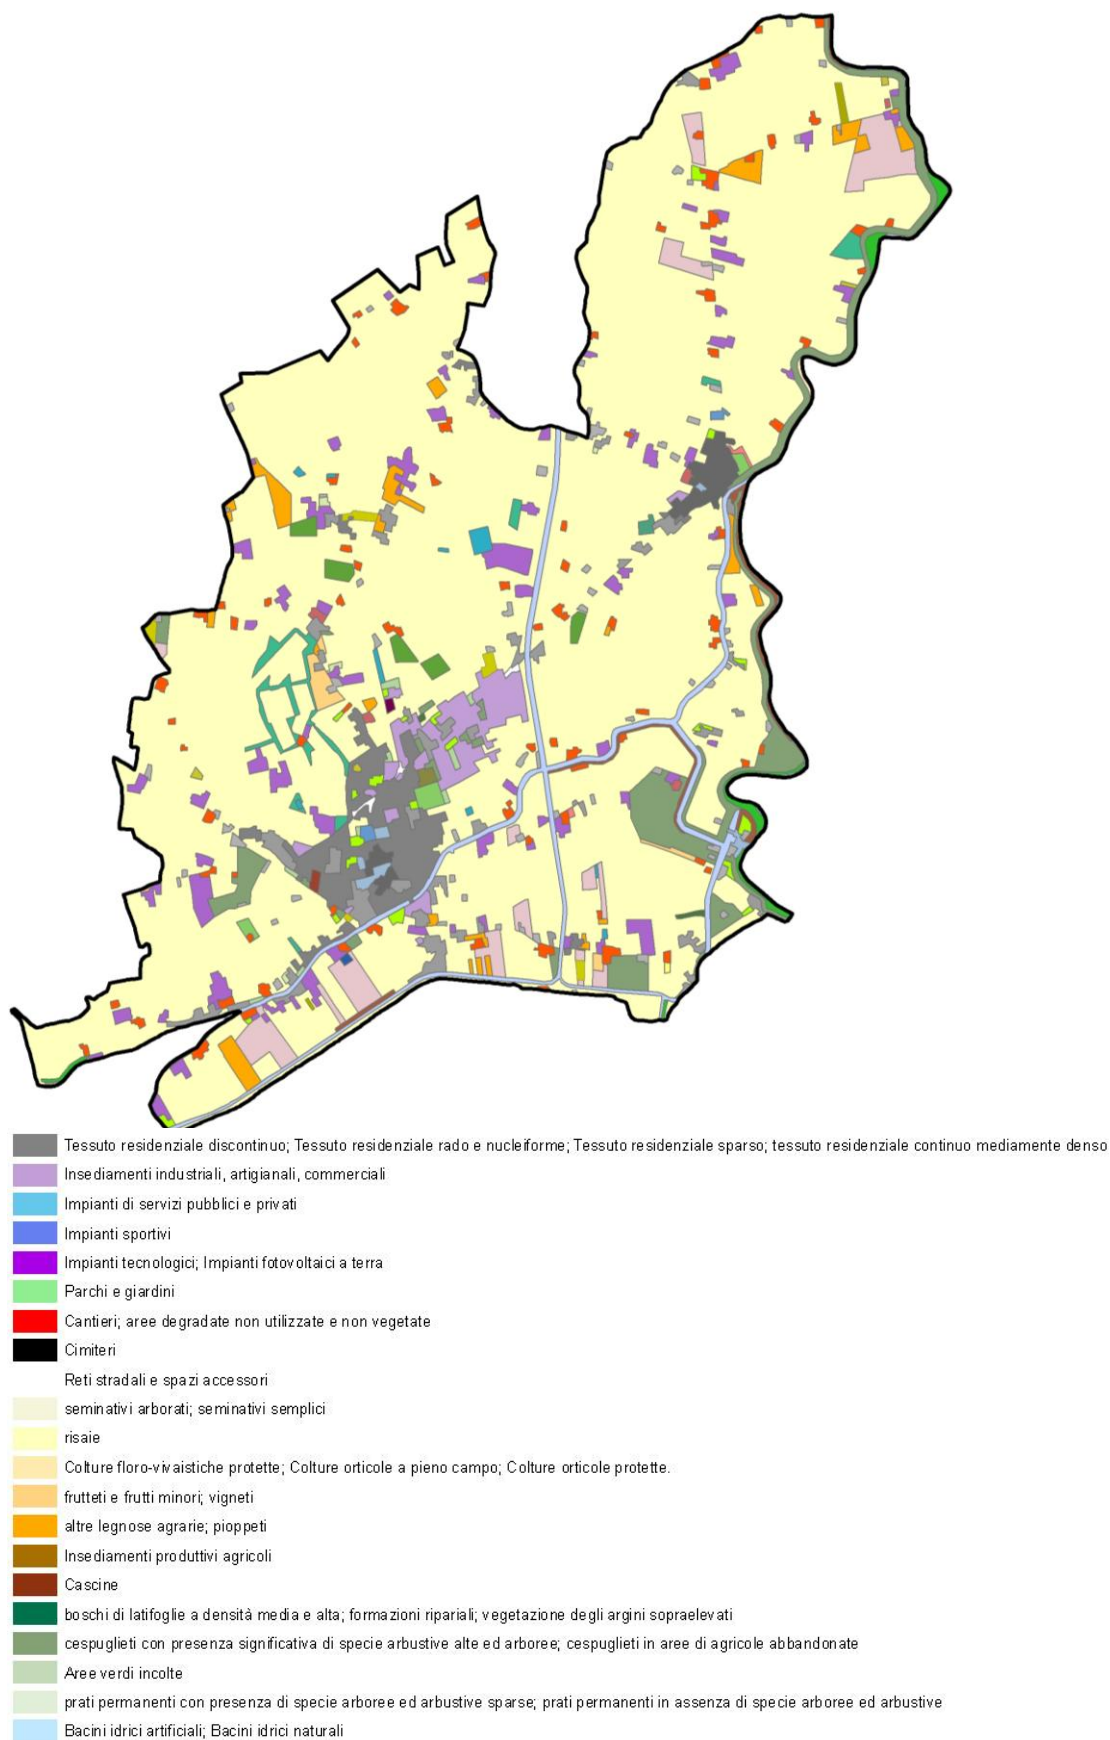 Tessuto residenziale discontinuo; Tessuto residenziale rado e nucleiforme; Tessuto residenziale sparso; tessuto residenziale continuo mediamente denso
Insediamenti industriali, artigianali, commerciali
Impianti di servizi pubblici e privati
Impianti sportivi
Impianti tecnologici; Impianti fotovoltaici a terra
Parchi e giardini
Cantieri; aree degradate non utilizzate e non vegetate
Cimiteri
Reti stradali e spazi accessori
seminativi arborati; seminativi semplici
risaie
Colture floro-vivaistiche protette; Colture orticole a pieno campo; Colture orticole protette.
frutteti e frutti minori; vigneti
altre legnose agrarie; pioppeti
Insediamenti produttivi agricoli
Cascine
boschi di latifoglie a densità media e alta; formazioni ripariali; vegetazione degli argini sopraelevati
cespuglieti con presenza significativa di specie arbustive alte ed arboree; cespuglieti in aree di agricole abbandonate
Aree verdi incolte
prati permanenti con presenza di specie arboree ed arbustive sparse; prati permanenti in assenza di specie arboree ed arbustive
Bacini idrici artificiali; Bacini idrici naturali